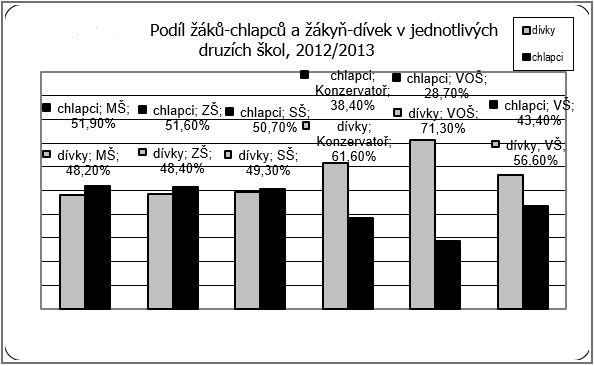 Podíl žáků-chlapců a žákyň-dívek v jednotlivých
druzích škol, 2012/2013
dívky
chlapci
chlapci; MŠ;
51,90%
dívky; MŠ;
48,20%
chlapci; ZŠ;
51,60%
dívky; ZŠ;
48,40%
chlapci; SŠ;
50,70%
dívky; SŠ;
49,30%
chlapci;
Konzervatoř;
38,40%
dívky;
Konzervatoř;
61,60%
chlapci; VOŠ;
28,70%
dívky; VOŠ;
71,30%
chlapci; VŠ;
43,40%
dívky; VŠ;
56,60%